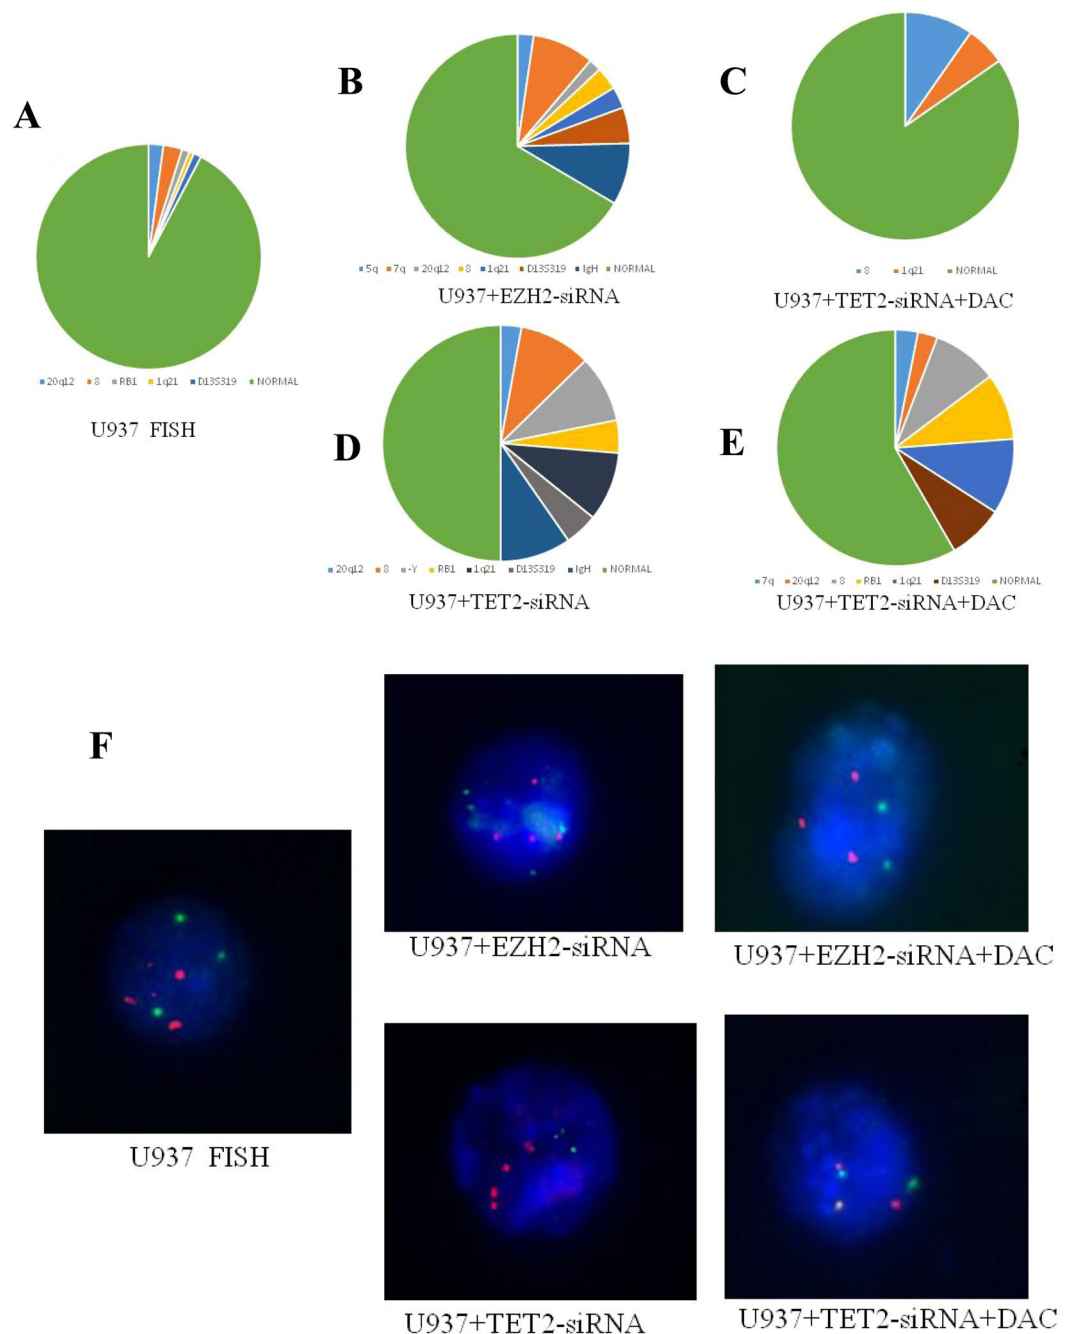 A
20q12 8 RB1 1q21 D13S319 NORMAL
U937 FISH
B
5q 7q 20q12 8 1q21 D13S319 IgH NORMAL
U937+EZH2-siRNA
C
8 1q21 NORMAL
U937+TET2-siRNA+DAC
D
20q12 8 -Y RB1 1q21 D13S319 IgH NORMAL
U937+TET2-siRNA
E
7q 20q12 8 RB1 1q21 D13S319 NORMAL
U937+TET2-siRNA+DAC
F
U937 FISH
U937+EZH2-siRNA
U937+EZH2-siRNA+DAC
U937+TET2-siRNA
U937+TET2-siRNA+DAC